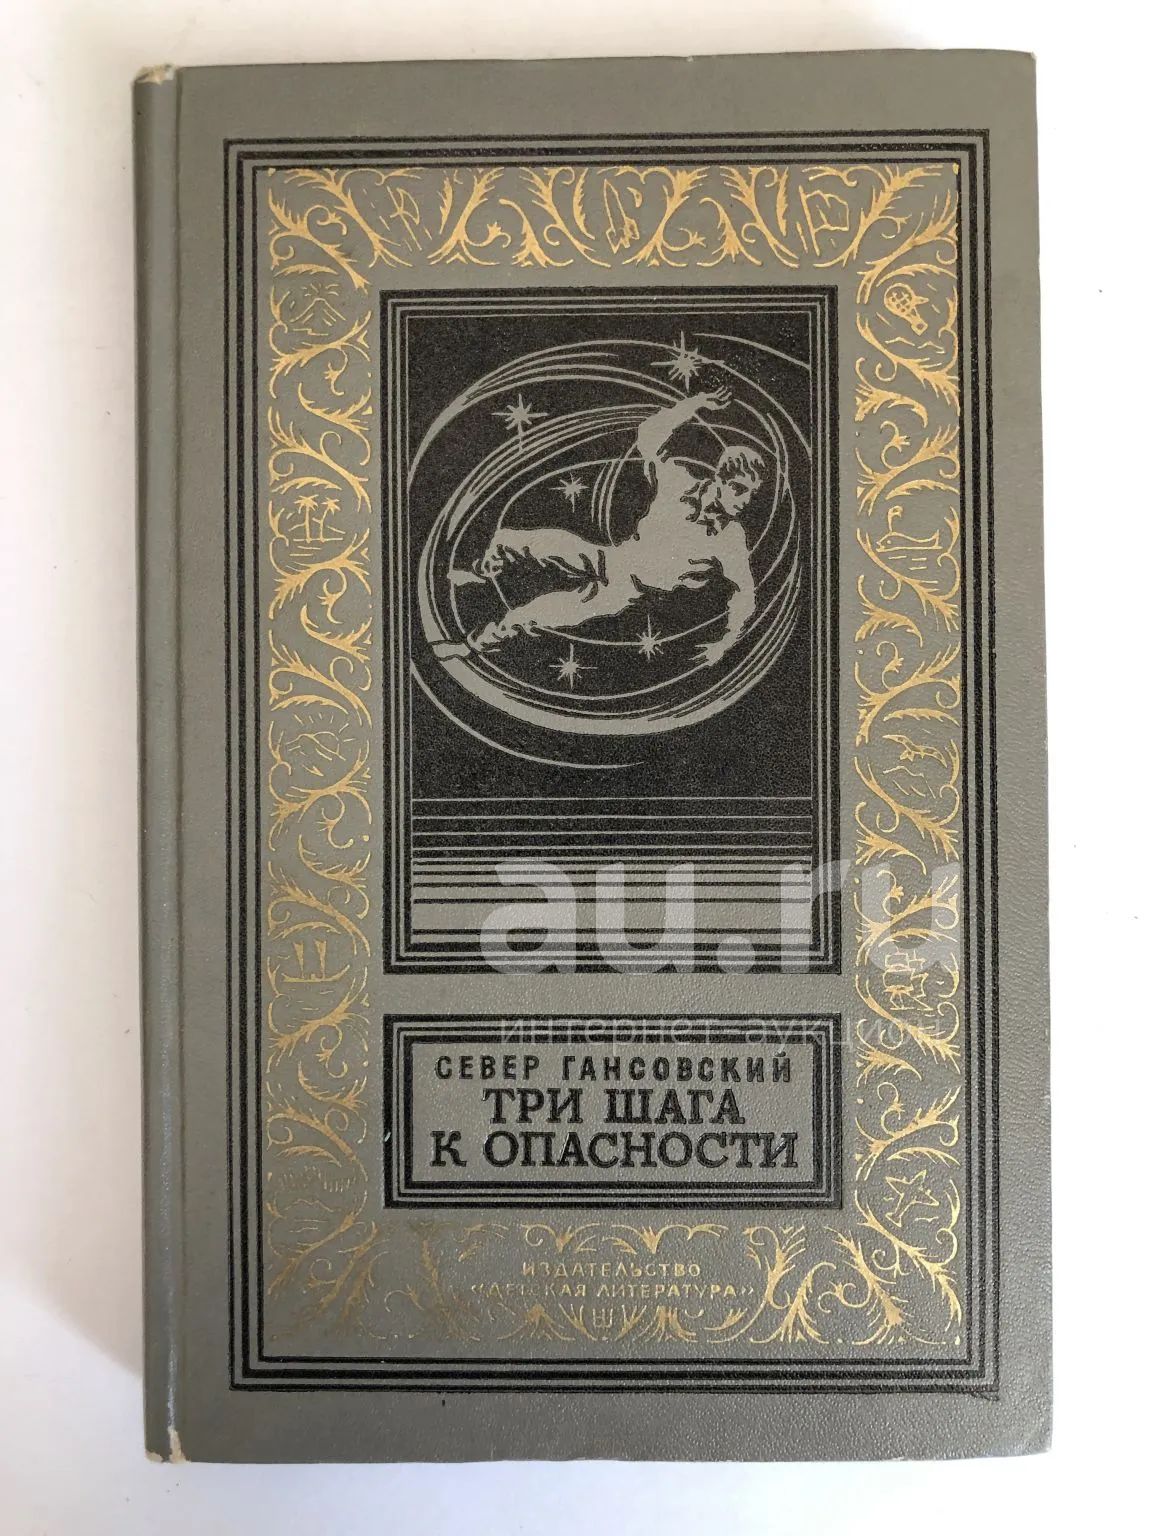 au.ru
интернет-аукцион
СЕВЕР ГАНСОВСКИЙ
ТРИ ШАГА
К ОПАСНОСТИ
ИЗДАТЕЛЬСТВО
«ДЕТСКАЯ ЛИТЕРАТУРА»